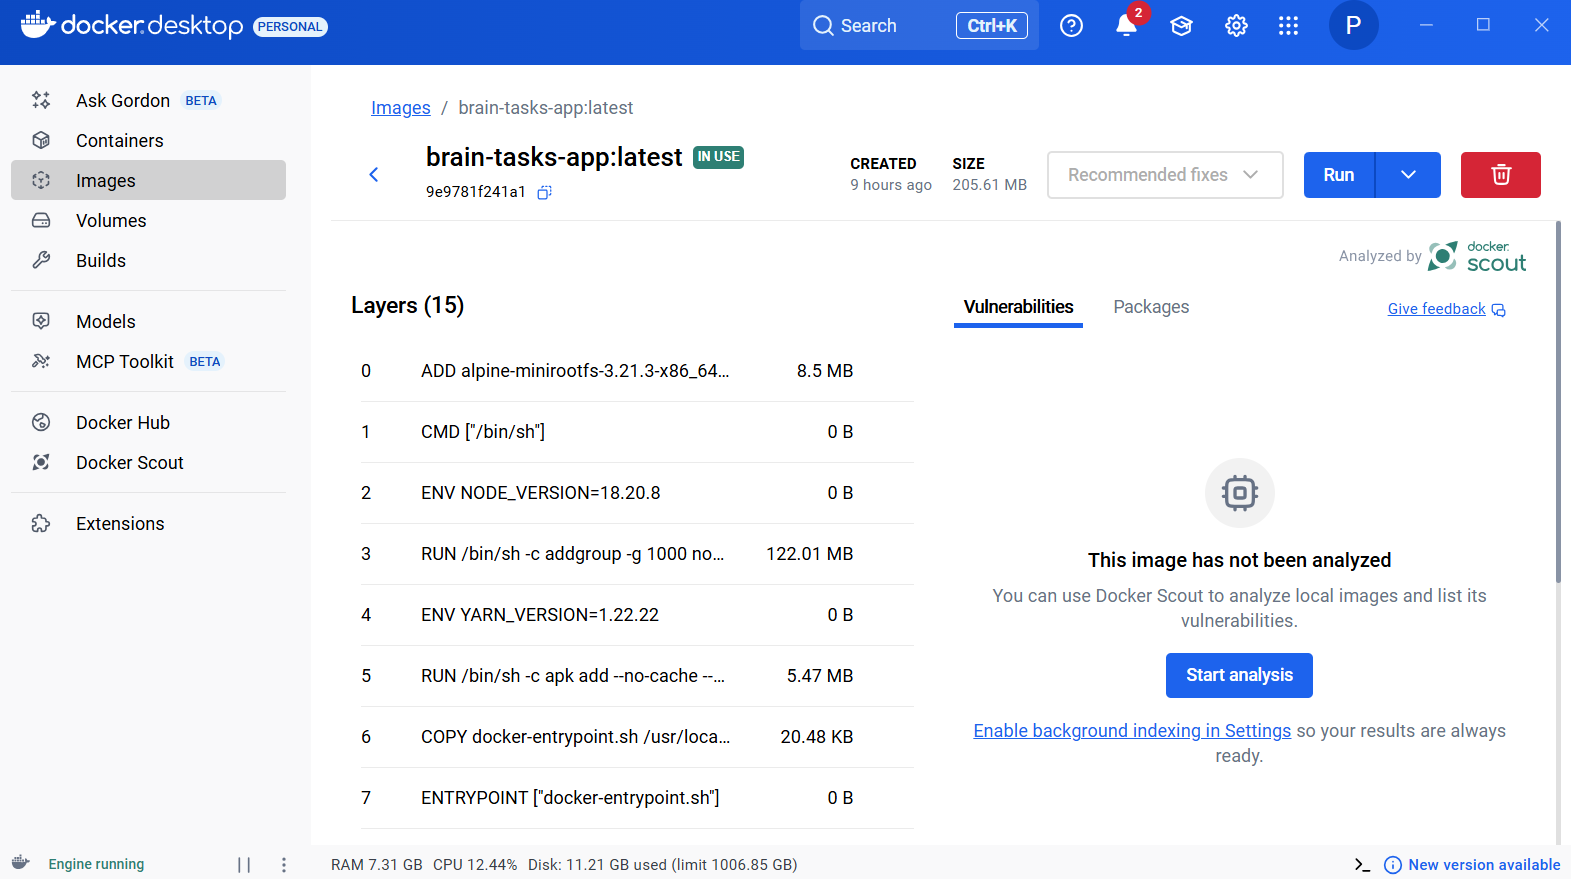 docker.desktop PERSONAL
Search Ctrl+K
2
P
Ask Gordon BETA
Containers
Images
Volumes
Builds
Models
MCP Toolkit BETA
Docker Hub
Docker Scout
Extensions
Images / brain-tasks-app:latest
brain-tasks-app:latest IN USE
9e9781f241a1
CREATED
9 hours ago
SIZE
205.61 MB
Recommended fixes
Run
Analyzed by docker scout
Layers (15)
0 ADD alpine-minirootfs-3.21.3-x86_64... 8.5 MB
1 CMD ["/bin/sh"] 0 B
2 ENV NODE_VERSION=18.20.8 0 B
3 RUN /bin/sh -c addgroup -g 1000 no... 122.01 MB
4 ENV YARN_VERSION=1.22.22 0 B
5 RUN /bin/sh -c apk add --no-cache --... 5.47 MB
6 COPY docker-entrypoint.sh /usr/loca... 20.48 KB
7 ENTRYPOINT ["docker-entrypoint.sh"] 0 B
Vulnerabilities Packages
Give feedback
This image has not been analyzed
You can use Docker Scout to analyze local images and list its
vulnerabilities.
Start analysis
Enable background indexing in Settings so your results are always
ready.
Engine running
RAM 7.31 GB CPU 12.44% Disk: 11.21 GB used (limit 1006.85 GB)
New version available